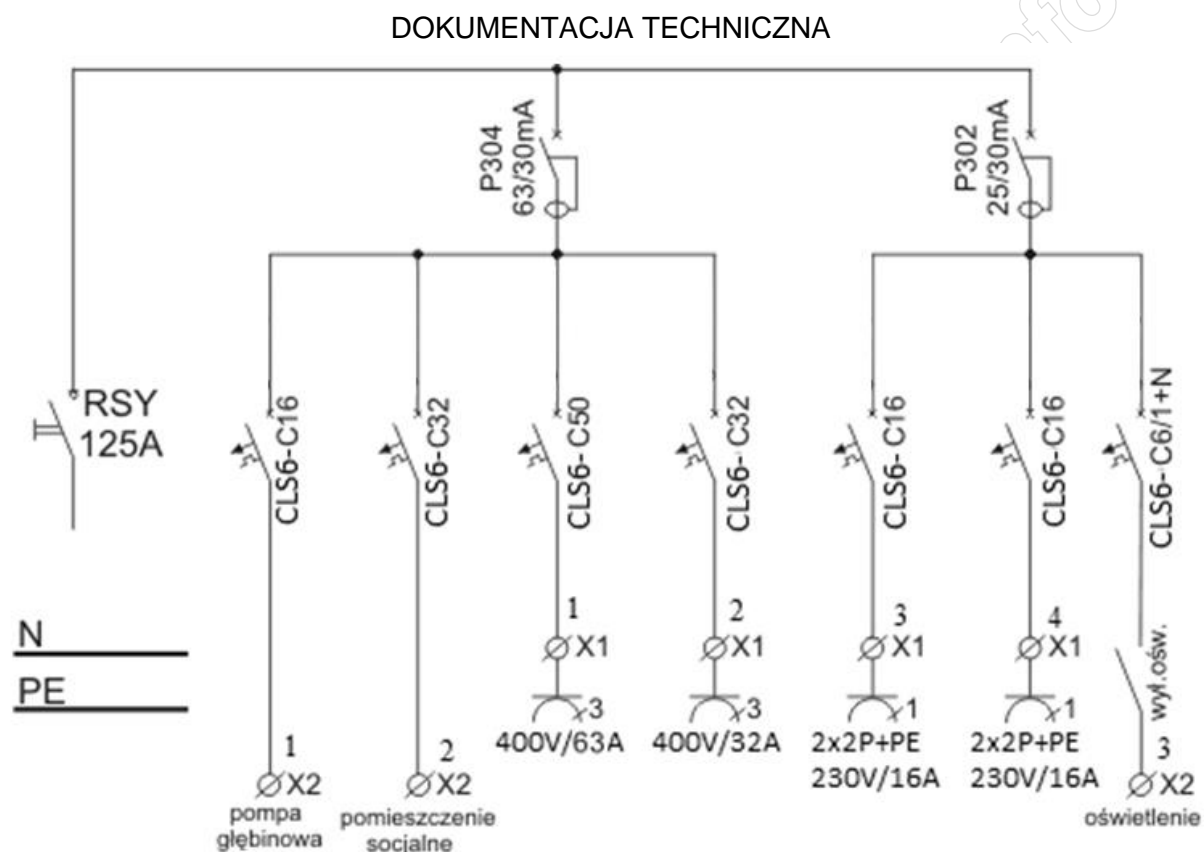 DOKUMENTACJA TECHNICZNA
P304
63/30mA
P302
25/30mA
RSY
125A
CLS6-C16
CLS6-C32
CLS6-C50
CLS6-C32
CLS6-C16
CLS6-C16
CLS6-C6/1+N
N
PE
1
X1
3
400V/63A
2
X1
3
400V/32A
3
X1
1
2x2P+PE
230V/16A
4
X1
1
2x2P+PE
230V/16A
wył.ośw.
1
X2
pompa
głębinowa
2
X2
pomieszczenie
socjalne
3
X2
oświetlenie